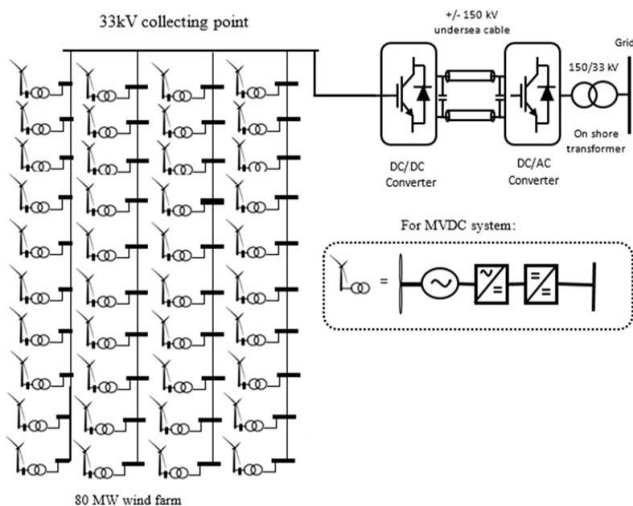 33kV collecting point
+/- 150 kV
undersea cable
Grid
150/33 kV
On shore
transformer
DC/DC
Converter
DC/AC
Converter
For MVDC system:
=
80 MW wind farm